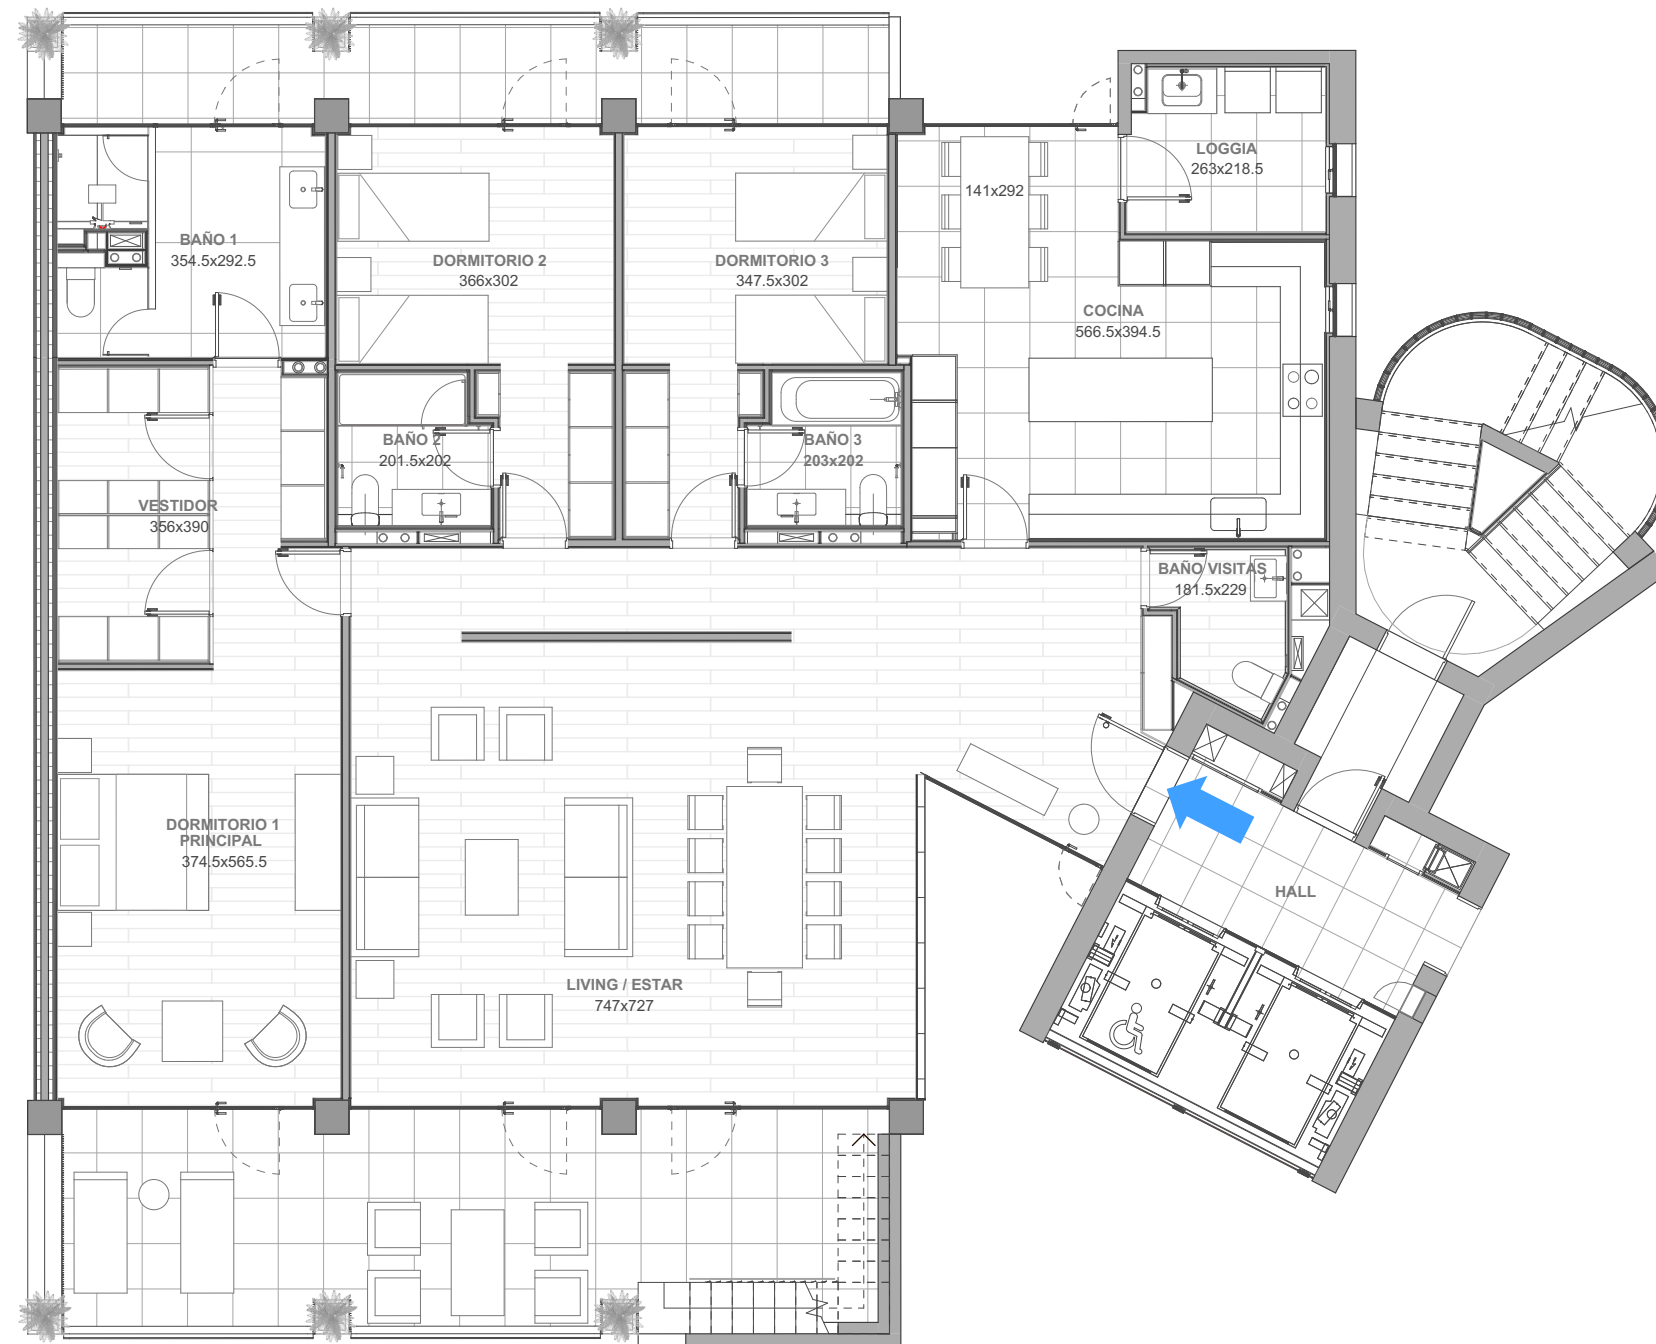 LOGGIA
263x218.5
141x292
BAÑO 1
354.5x292.5
DORMITORIO 2
366x302
DORMITORIO 3
347.5x302
COCINA
566.5x394.5
BAÑO 2
201.5x202
BAÑO 3
203x202
VESTIDOR
356x390
BAÑO VISITAS
181.5x229
DORMITORIO 1
PRINCIPAL
374.5x565.5
HALL
LIVING / ESTAR
747x727